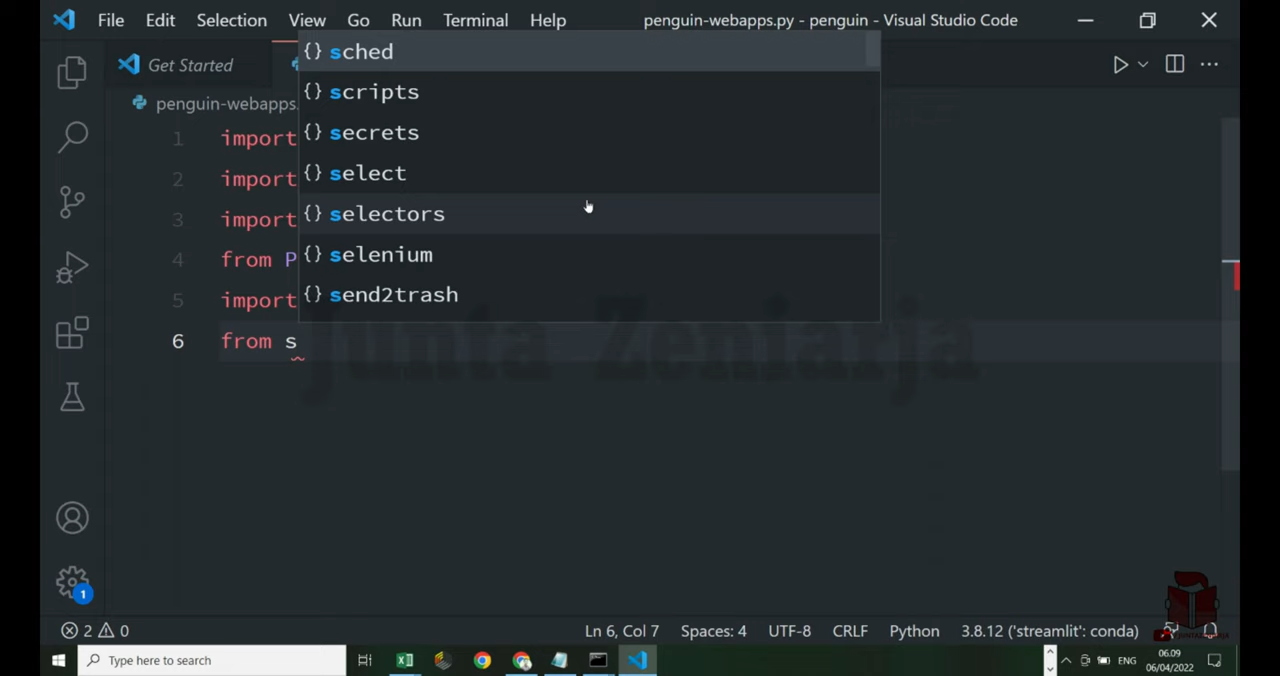 File Edit Selection View Go Run Terminal Help penguin-webapps.py - penguin - Visual Studio Code
Get Started
penguin-webapps.
sched
scripts
secrets
select
selectors
selenium
send2trash
1 import
2 import
3 import
4 from P
5 import
6 from s
Junta Zeniarja
1
2 0 Ln 6, Col 7 Spaces: 4 UTF-8 CRLF Python 3.8.12 ('streamlit': conda)
Type here to search
ENG
06.09
06/04/2022